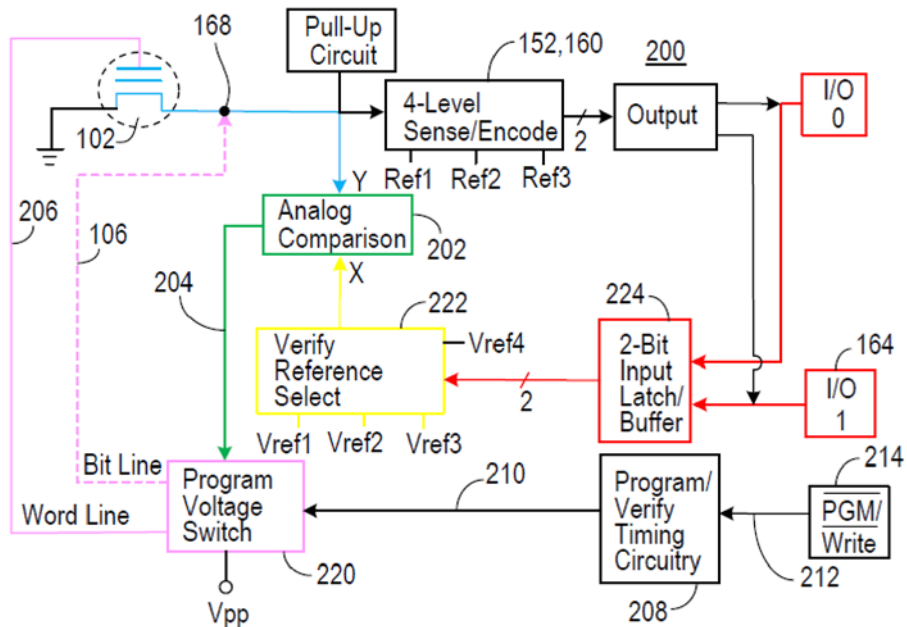 168
Pull-Up
Circuit
152,160
200
4-Level
Sense/Encode
2
Output
I/O
0
102
Ref1 Ref2 Ref3
Y
Analog
Comparison
202
206
106
204
X
222
224
Verify
Reference
Select
Vref4
2-Bit
Input
Latch/
Buffer
164
I/O
1
2
Vref1 Vref2 Vref3
Bit Line
Word Line
Program
Voltage
Switch
210
Program/
Verify
Timing
Circuitry
214
PGM/
Write
212
220
208
Vpp